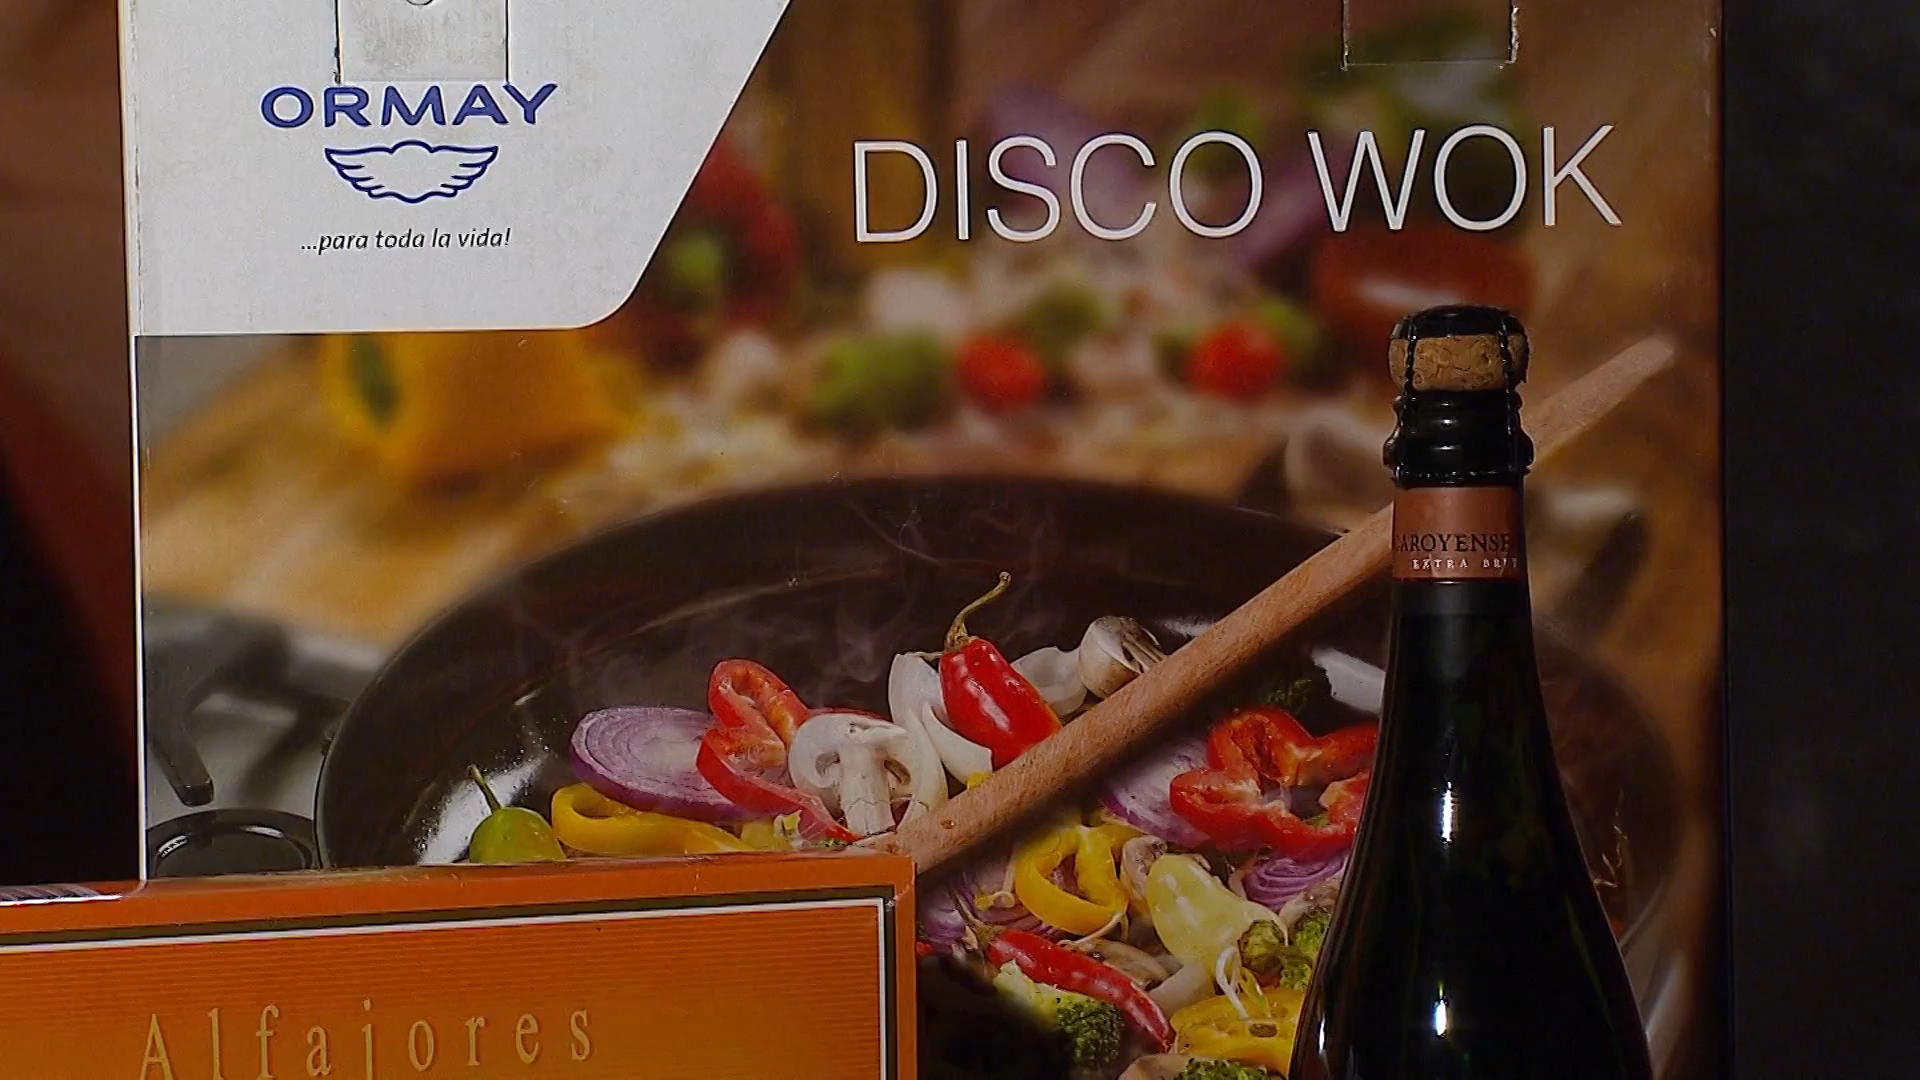 ORMAY
...para toda la vida!
DISCO WOK
CAROYENSE
EXTRA BRUT
Alfajores